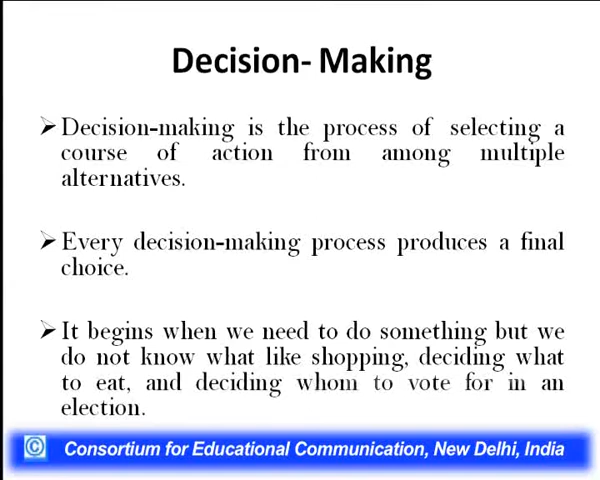 Decision- Making
➢ Decision-making is the process of selecting a
course of action from among multiple
alternatives.
➢ Every decision-making process produces a final
choice.
➢ It begins when we need to do something but we
do not know what like shopping, deciding what
to eat, and deciding whom to vote for in an
election.
© Consortium for Educational Communication, New Delhi, India